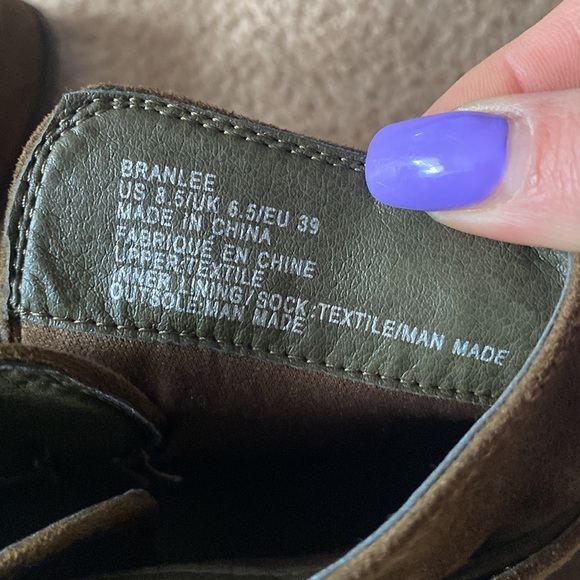 BRANLEE
US 8.5/UK 6.5/EU 39
MADE IN CHINA
FABRIQUÉ EN CHINE
UPPER:TEXTILE
INNER LINING/SOCK:TEXTILE/MAN MADE
OUTSOLE:MAN MADE